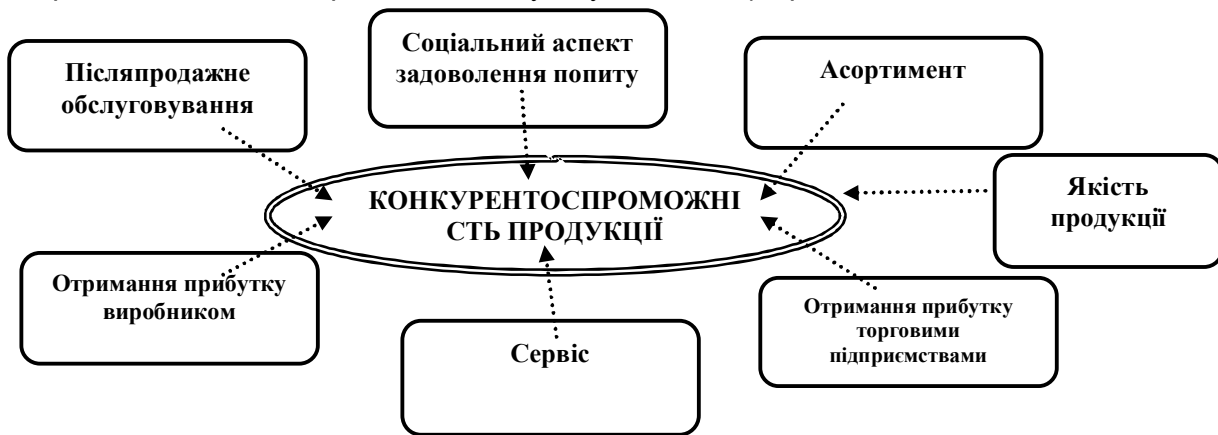 Соціальний аспект
задоволення попиту
Післяпродажне
обслуговування
Асортимент
Якість
продукції
КОНКУРЕНТОСПРОМОЖНІ
СТЬ ПРОДУКЦІЇ
Отримання прибутку
виробником
Сервіс
Отримання прибутку
торговими
підприємствами